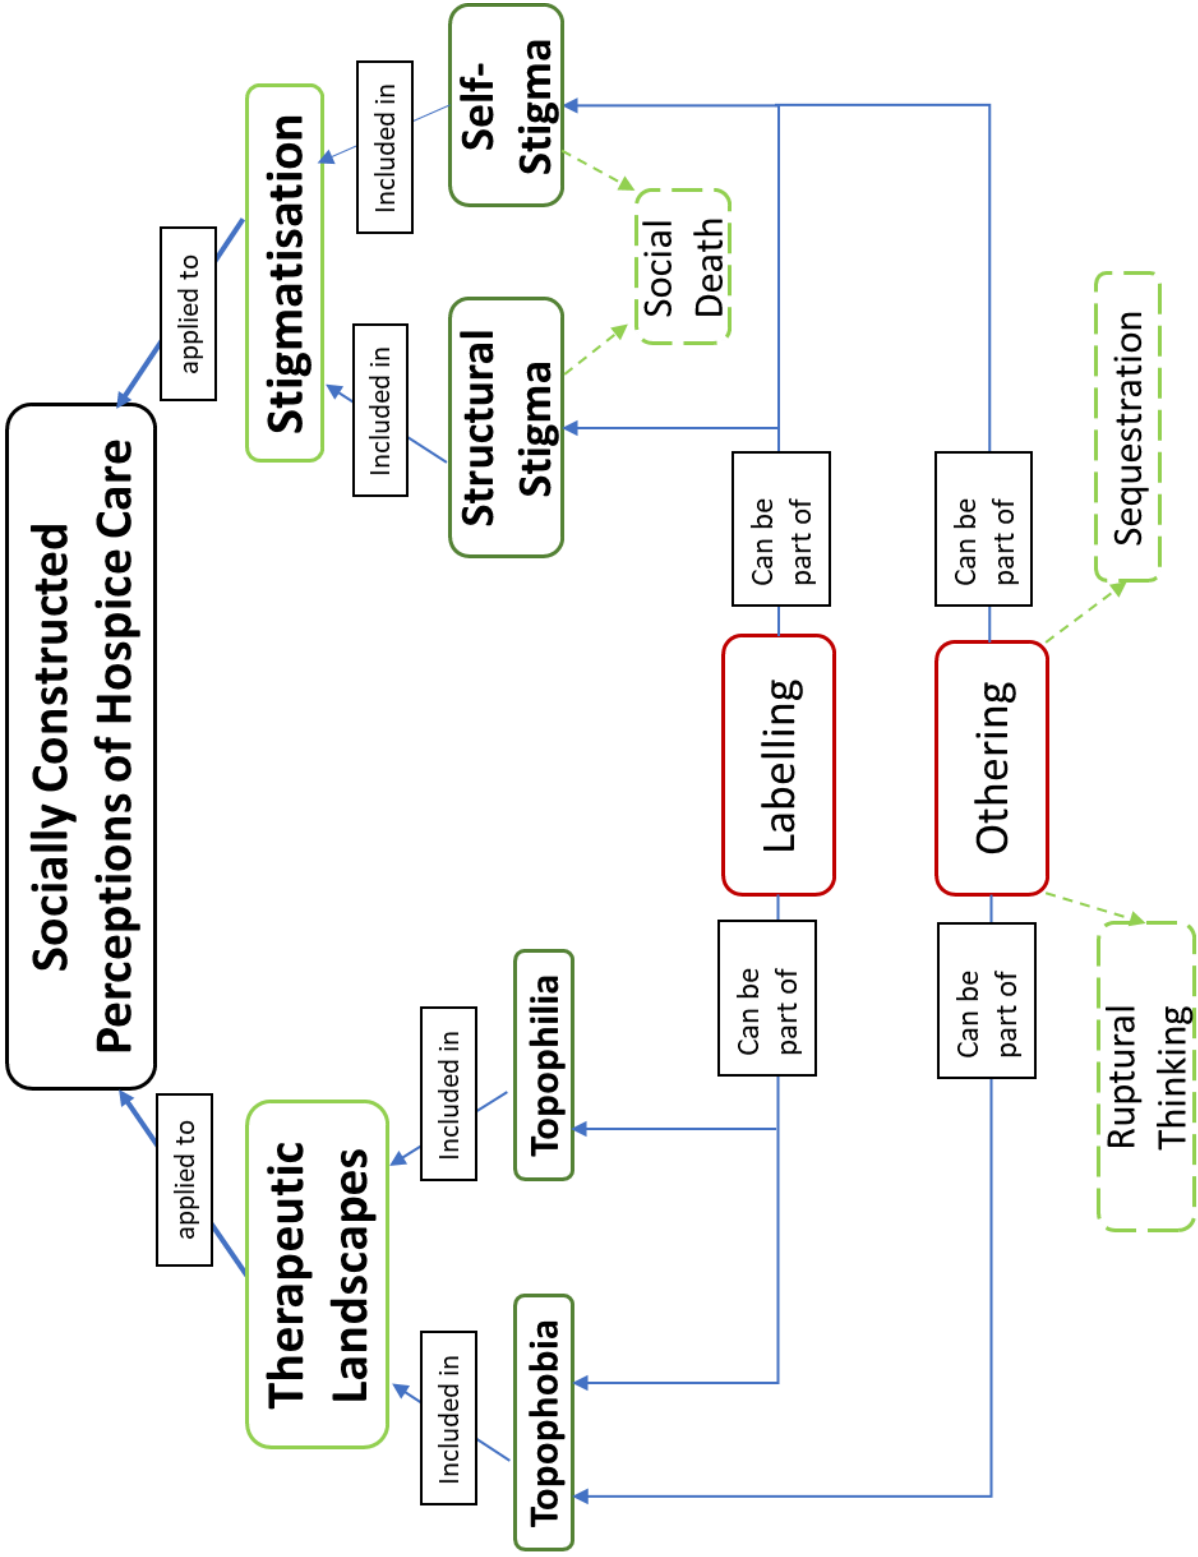 Socially Constructed
Perceptions of Hospice Care
applied to
applied to
Therapeutic
Landscapes
Stigmatisation
Included in
Included in
Included in
Included in
Topophobia
Topophilia
Structural
Stigma
Self-
Stigma
Social
Death
Can be
part of
Labelling
Can be
part of
Can be
part of
Othering
Can be
part of
Ruptural
Thinking
Sequestration